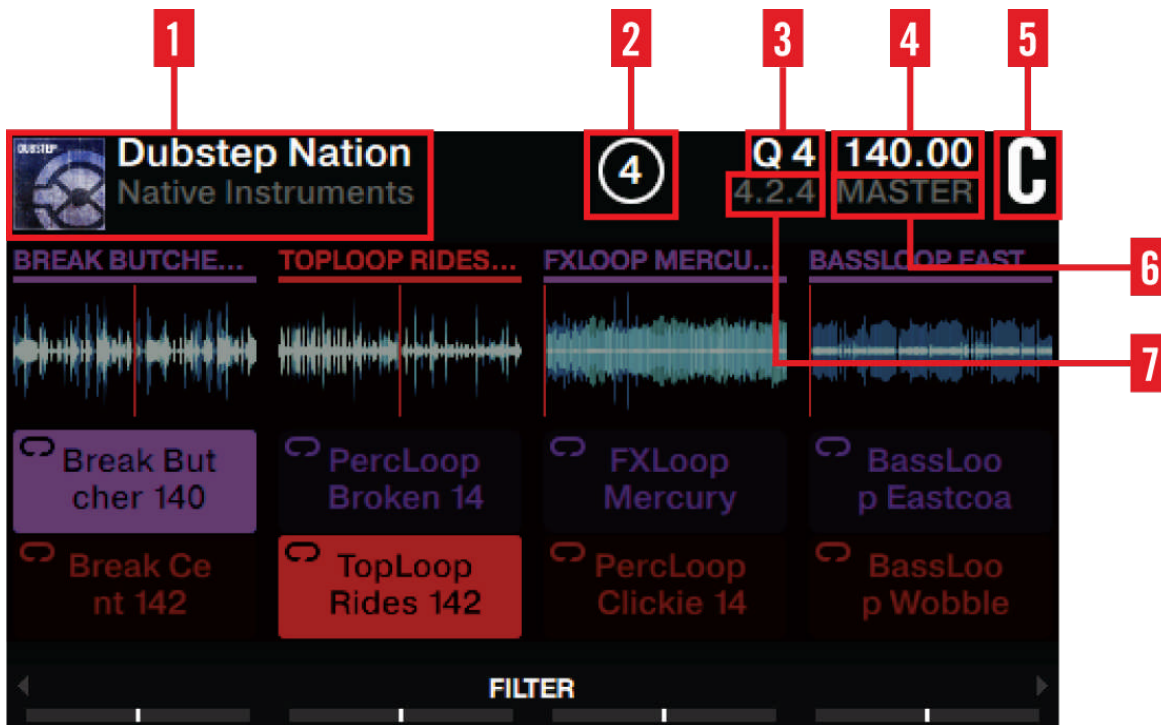 1 2 3 4 5
DUBSTEP
Dubstep Nation
Native Instruments
4
Q 4 140.00
4.2.4 MASTER
C
6
BREAK BUTCHE... TOPLOOP RIDES... FXLOOP MERCU... BASSLOOP EAST
7
Break But
cher 140
PercLoop
Broken 14
FXLoop
Mercury
BassLoo
p Eastcoa
Break Ce
nt 142
TopLoop
Rides 142
PercLoop
Clickie 14
BassLoo
p Wobble
FILTER